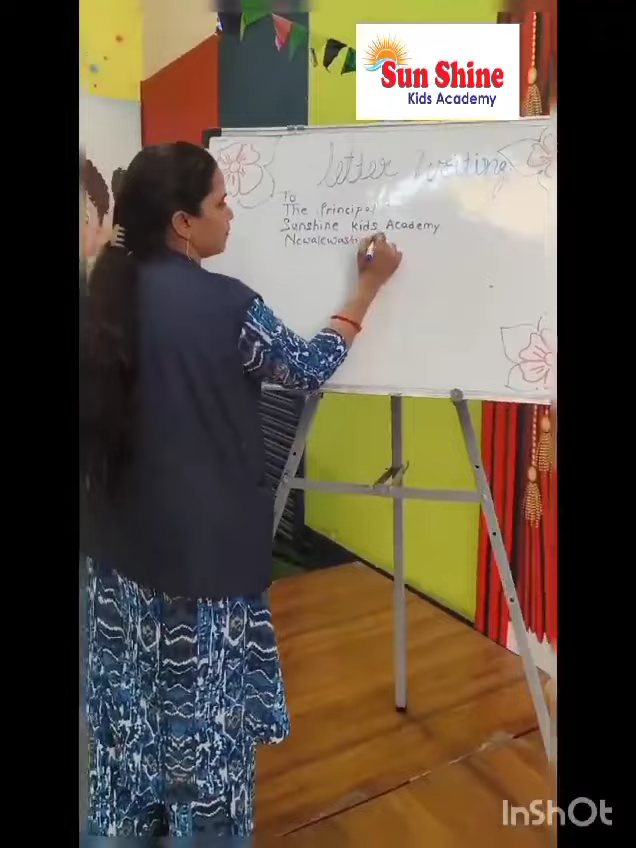 Sun Shine
Kids Academy
letter Writing
To
The Principal
Sunshine kids Academy
InShOt